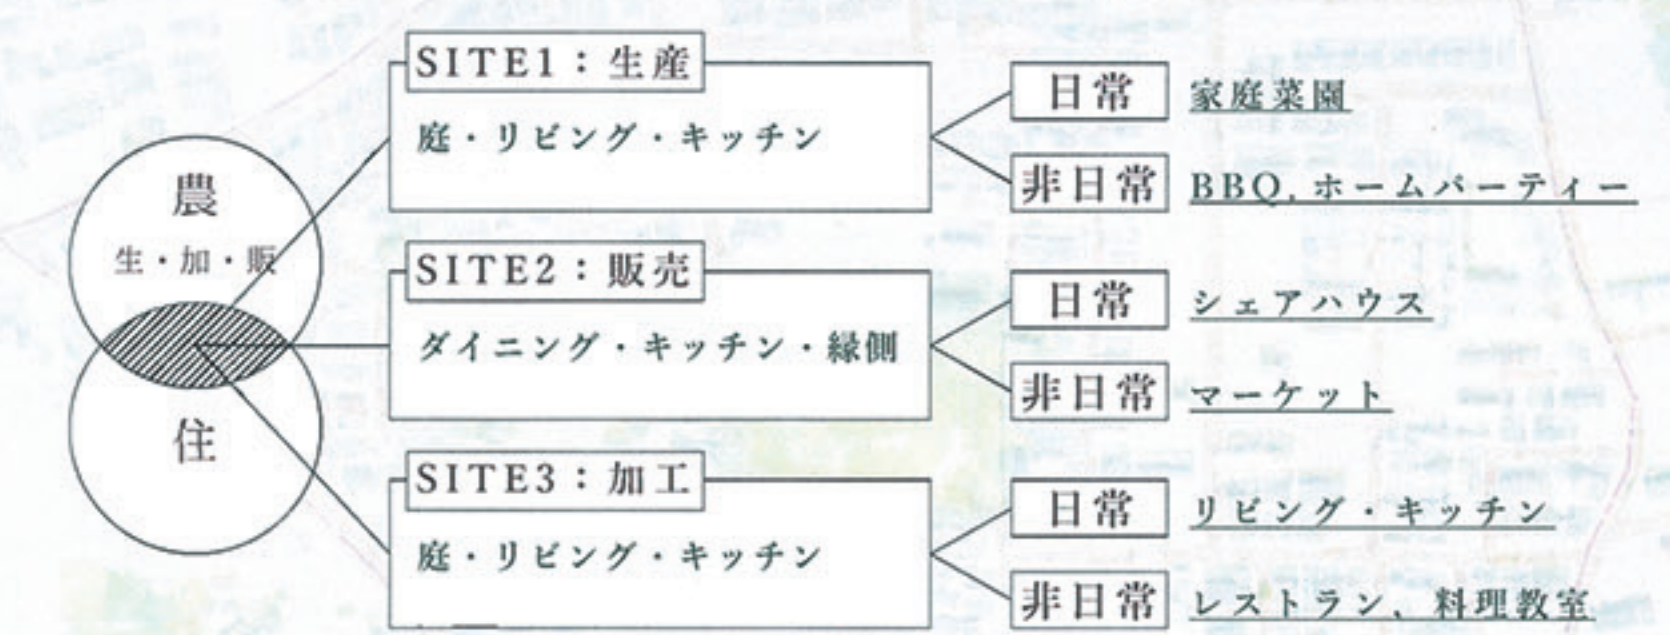 農
生・加・販
住
SITE1：生産
庭・リビング・キッチン
日常
家庭菜園
非日常
BBQ, ホームパーティー
SITE2：販売
ダイニング・キッチン・縁側
日常
シェアハウス
非日常
マーケット
SITE3：加工
庭・リビング・キッチン
日常
リビング・キッチン
非日常
レストラン、料理教室